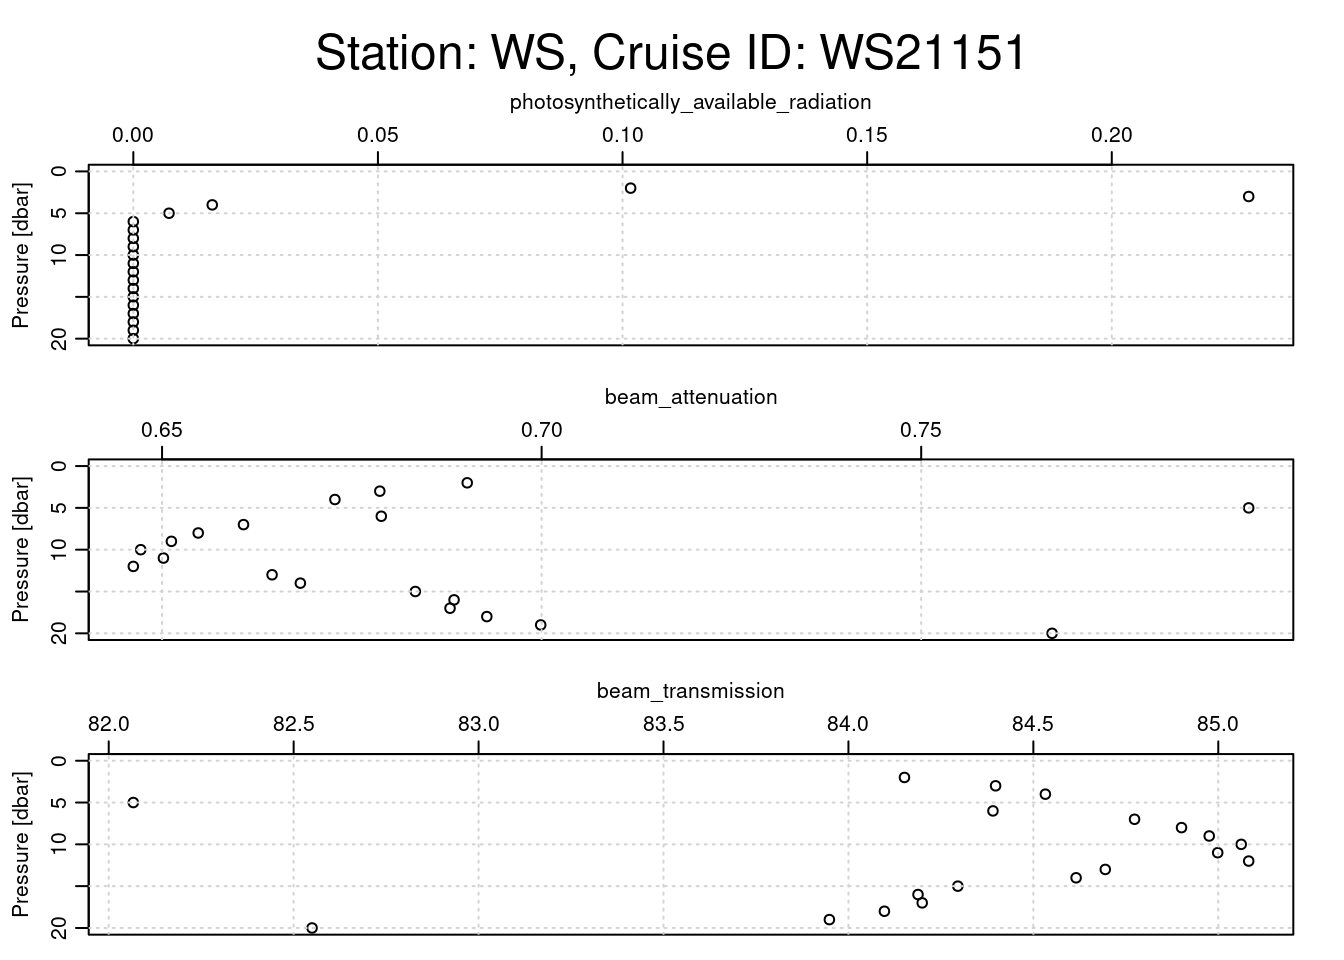 Station: WS, Cruise ID: WS21151
photosynthetically_available_radiation
0.00 0.05 0.10 0.15 0.20
Pressure [dbar]
0
5
10
20
beam_attenuation
0.65 0.70 0.75
Pressure [dbar]
0
5
10
20
beam_transmission
82.0 82.5 83.0 83.5 84.0 84.5 85.0
Pressure [dbar]
0
5
10
20